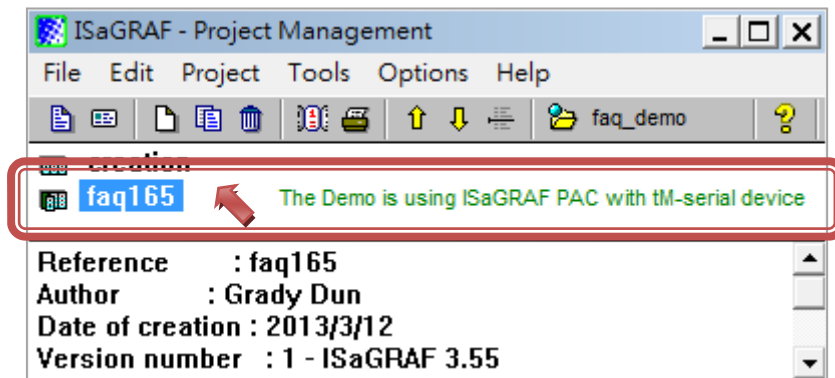 ISaGRAF - Project Management
File Edit Project Tools Options Help
faq_demo
creation
faq165 The Demo is using ISaGRAF PAC with tM-serial device
Reference : faq165
Author : Grady Dun
Date of creation : 2013/3/12
Version number : 1 - ISaGRAF 3.55